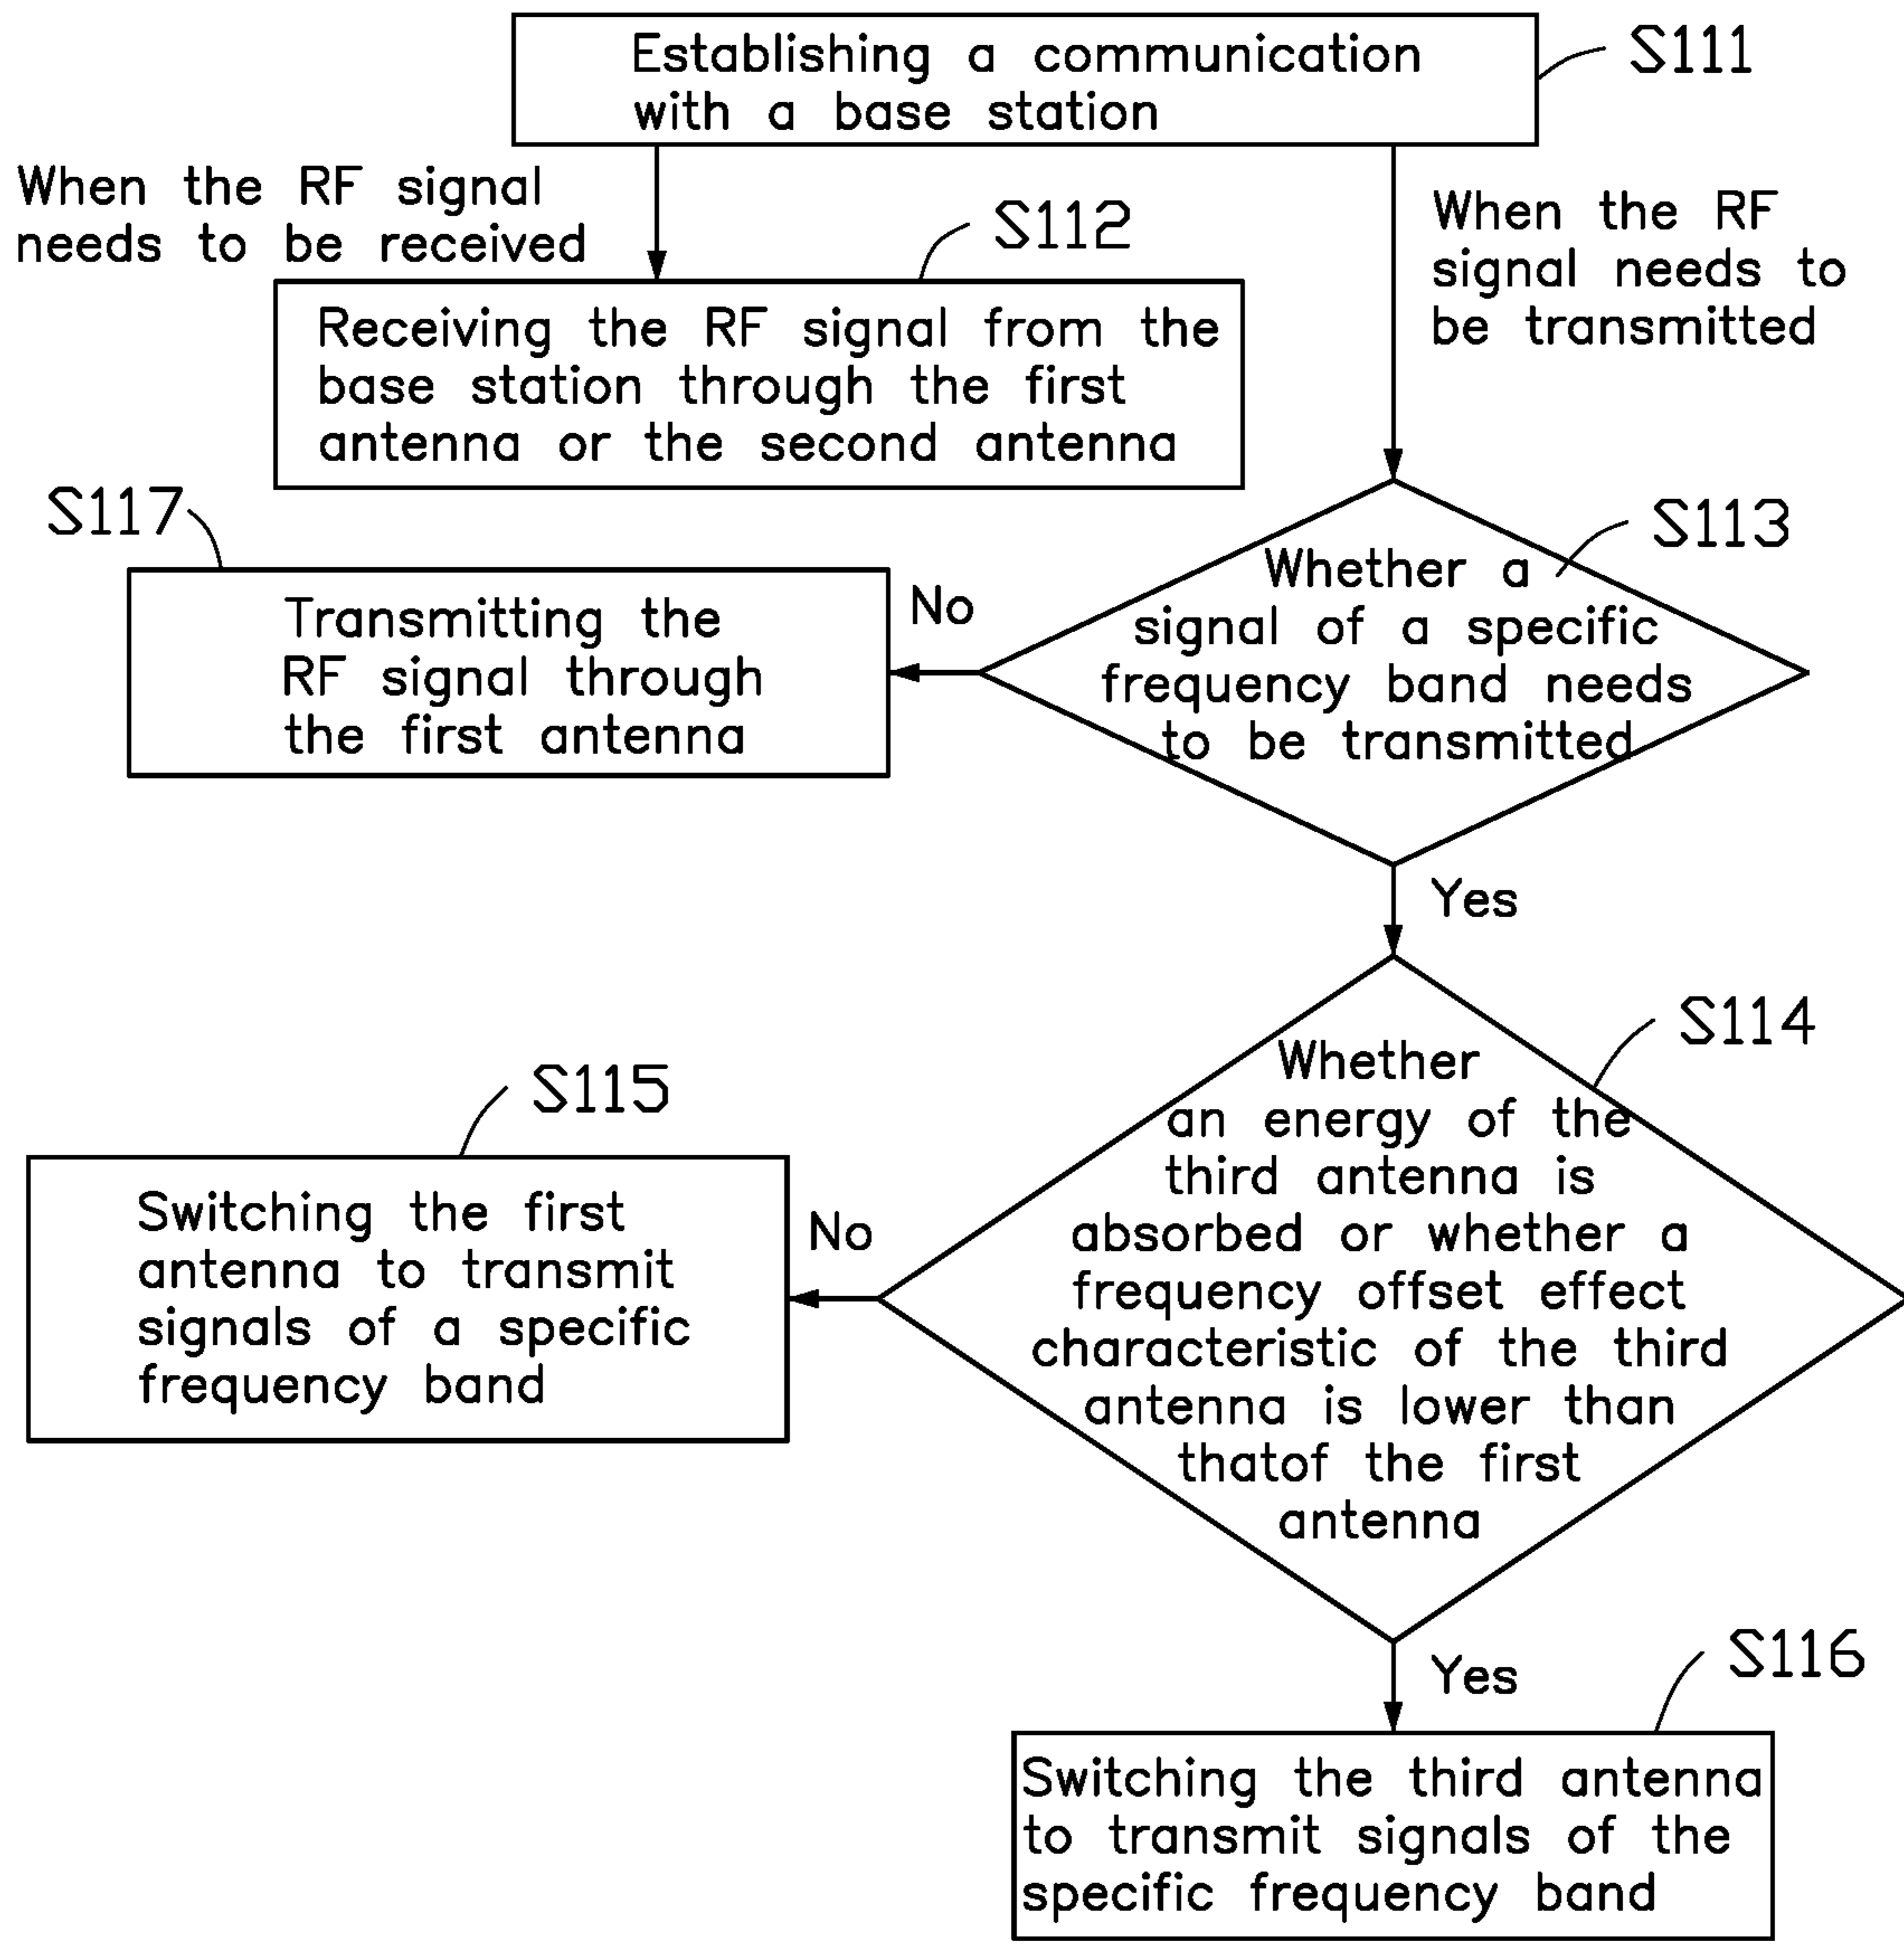 Establishing a communication
with a base station
S111
When the RF signal
needs to be received
When the RF
signal needs to
be transmitted
S112
Receiving the RF signal from the
base station through the first
antenna or the second antenna
S117
Transmitting the
RF signal through
the first antenna
No
S113
Whether a
signal of a specific
frequency band needs
to be transmitted
Yes
S114
Whether
an energy of the
third antenna is
absorbed or whether a
frequency offset effect
characteristic of the third
antenna is lower than
thatof the first
antenna
S115
Switching the first
antenna to transmit
signals of a specific
frequency band
No
Yes
S116
Switching the third antenna
to transmit signals of the
specific frequency band